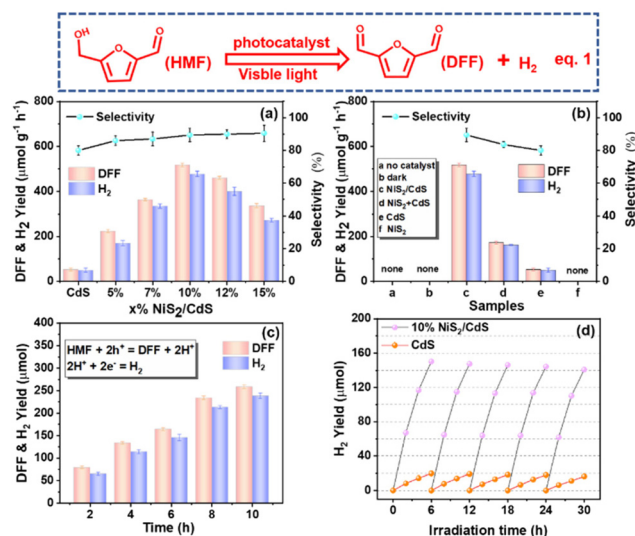 OH
O
O
(HMF)
photocatalyst
Visble light
O
O
O
(DFF) + H₂ eq. 1
(a)
Selectivity
DFF
H₂
DFF & H₂ Yield (μmol g⁻¹ h⁻¹)
800
600
400
200
0
100
80
60
40
20
0
Selectivity (%)
CdS 5% 7% 10% 12% 15%
x% NiS₂/CdS
(b)
Selectivity
a no catalyst
b dark
c NiS₂/CdS
d NiS₂+CdS
e CdS
f NiS₂
DFF
H₂
DFF & H₂ Yield (μmol g⁻¹ h⁻¹)
800
600
400
200
0
100
80
60
40
20
0
Selectivity (%)
none none none
a b c d e f
Samples
(c)
HMF + 2h⁺ = DFF + 2H⁺
2H⁺ + 2e⁻ = H₂
DFF
H₂
DFF & H₂ Yield (μmol)
400
350
300
250
200
150
100
50
0
2 4 6 8 10
Time (h)
(d)
10% NiS₂/CdS
CdS
H₂ Yield (μmol)
200
160
120
80
40
0
0 6 12 18 24 30
Irradiation time (h)